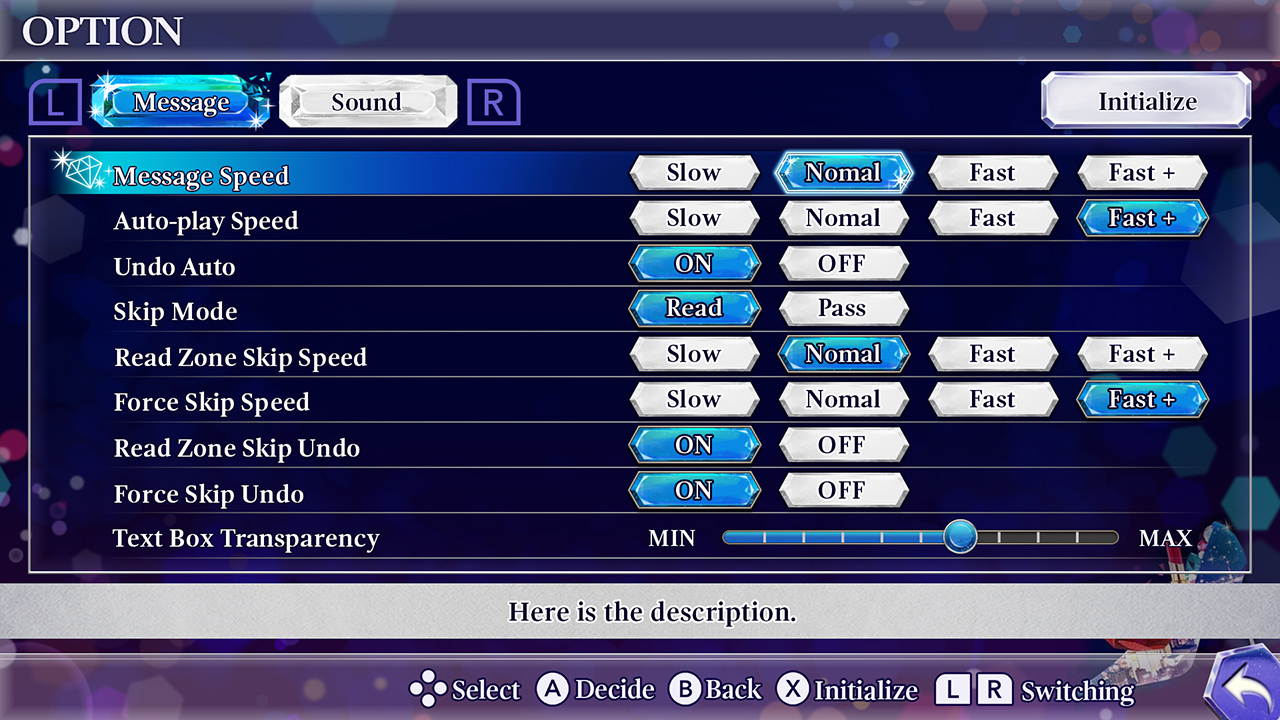 OPTION
L Message Sound R Initialize
Message Speed Slow Nomal Fast Fast +
Auto-play Speed Slow Nomal Fast Fast +
Undo Auto ON OFF
Skip Mode Read Pass
Read Zone Skip Speed Slow Nomal Fast Fast +
Force Skip Speed Slow Nomal Fast Fast +
Read Zone Skip Undo ON OFF
Force Skip Undo ON OFF
Text Box Transparency MIN MAX
Here is the description.
Select A Decide B Back X Initialize L R Switching